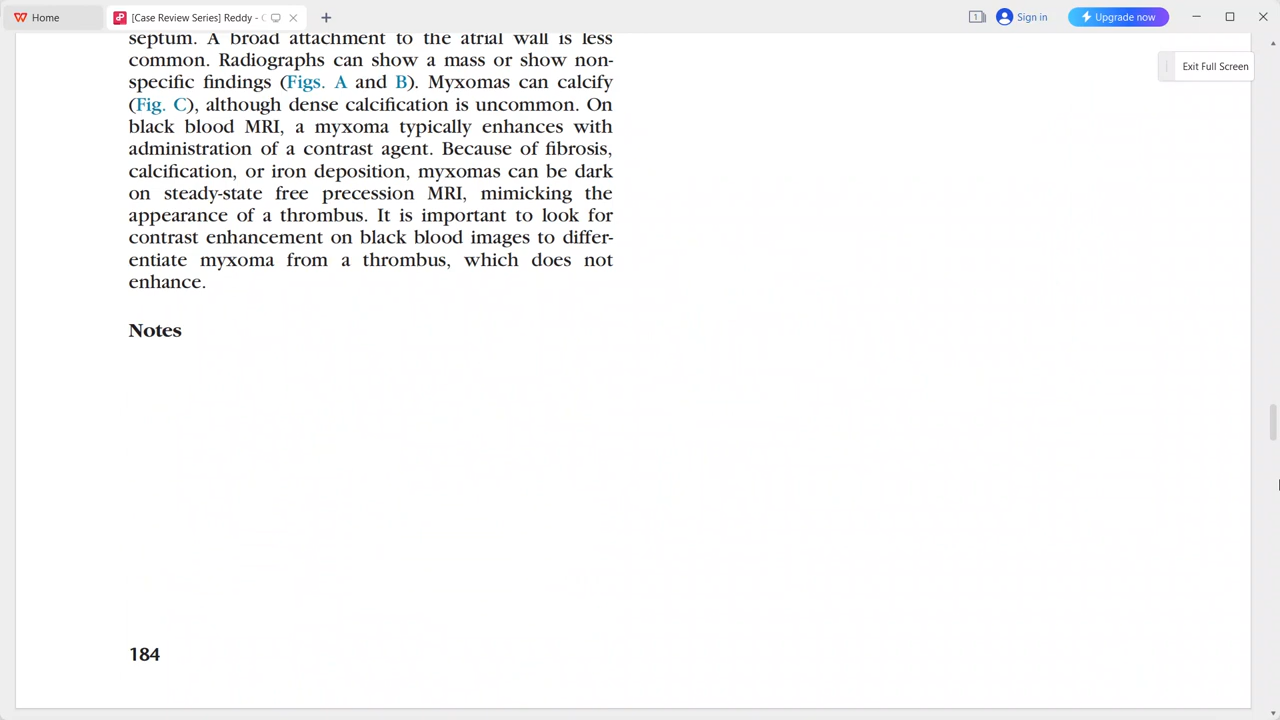 Home
[Case Review Series] Reddy - C
1
Sign in
Upgrade now
Exit Full Screen
septum. A broad attachment to the atrial wall is less
common. Radiographs can show a mass or show non-
specific findings (Figs. A and B). Myxomas can calcify
(Fig. C), although dense calcification is uncommon. On
black blood MRI, a myxoma typically enhances with
administration of a contrast agent. Because of fibrosis,
calcification, or iron deposition, myxomas can be dark
on steady-state free precession MRI, mimicking the
appearance of a thrombus. It is important to look for
contrast enhancement on black blood images to differ-
entiate myxoma from a thrombus, which does not
enhance.
Notes
184